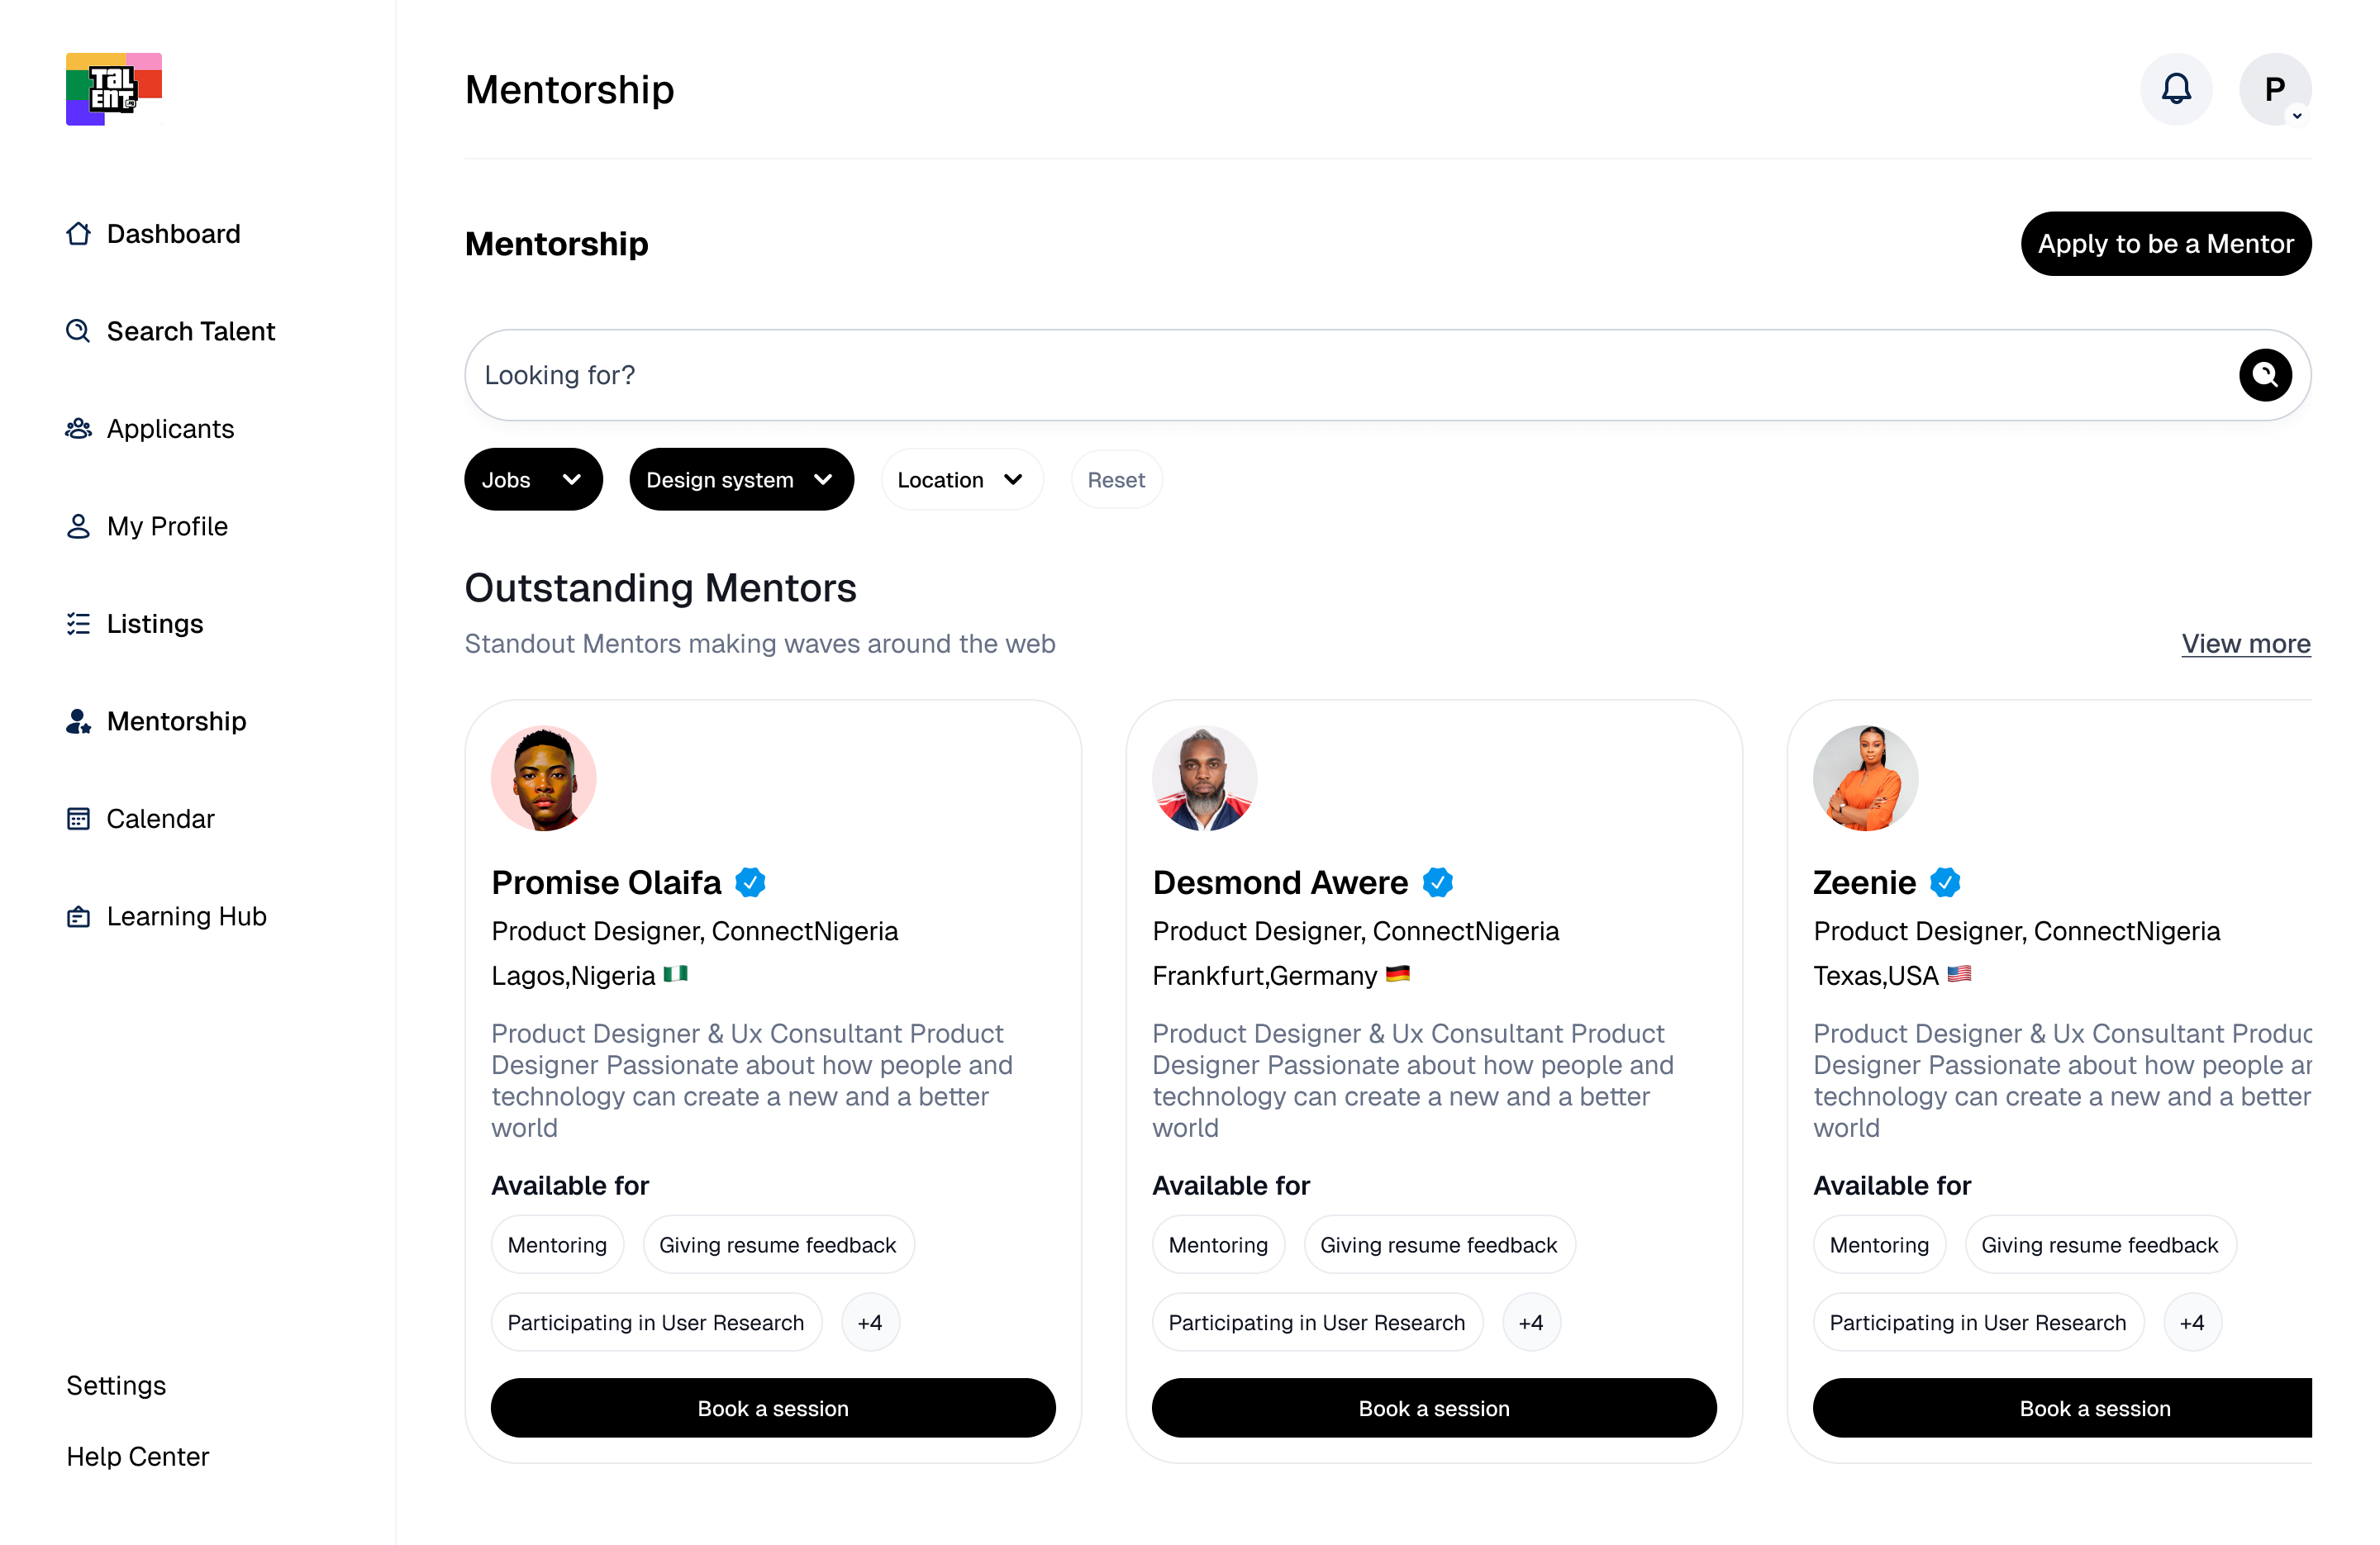 TaL
ENT
Mentorship
P
Dashboard
Search Talent
Applicants
My Profile
Listings
Mentorship
Calendar
Learning Hub
Settings
Help Center
Mentorship
Apply to be a Mentor
Looking for?
Jobs
Design system
Location
Reset
Outstanding Mentors
Standout Mentors making waves around the web
View more
Promise Olaifa
Product Designer, ConnectNigeria
Lagos,Nigeria 🇳🇬
Product Designer & Ux Consultant Product
Designer Passionate about how people and
technology can create a new and a better
world
Available for
Mentoring
Giving resume feedback
Participating in User Research
+4
Book a session
Desmond Awere
Product Designer, ConnectNigeria
Frankfurt,Germany 🇩🇪
Product Designer & Ux Consultant Product
Designer Passionate about how people and
technology can create a new and a better
world
Available for
Mentoring
Giving resume feedback
Participating in User Research
+4
Book a session
Zeenie
Product Designer, ConnectNigeria
Texas,USA 🇺🇸
Product Designer & Ux Consultant Produc
Designer Passionate about how people ar
technology can create a new and a better
world
Available for
Mentoring
Giving resume feedback
Participating in User Research
+4
Book a session